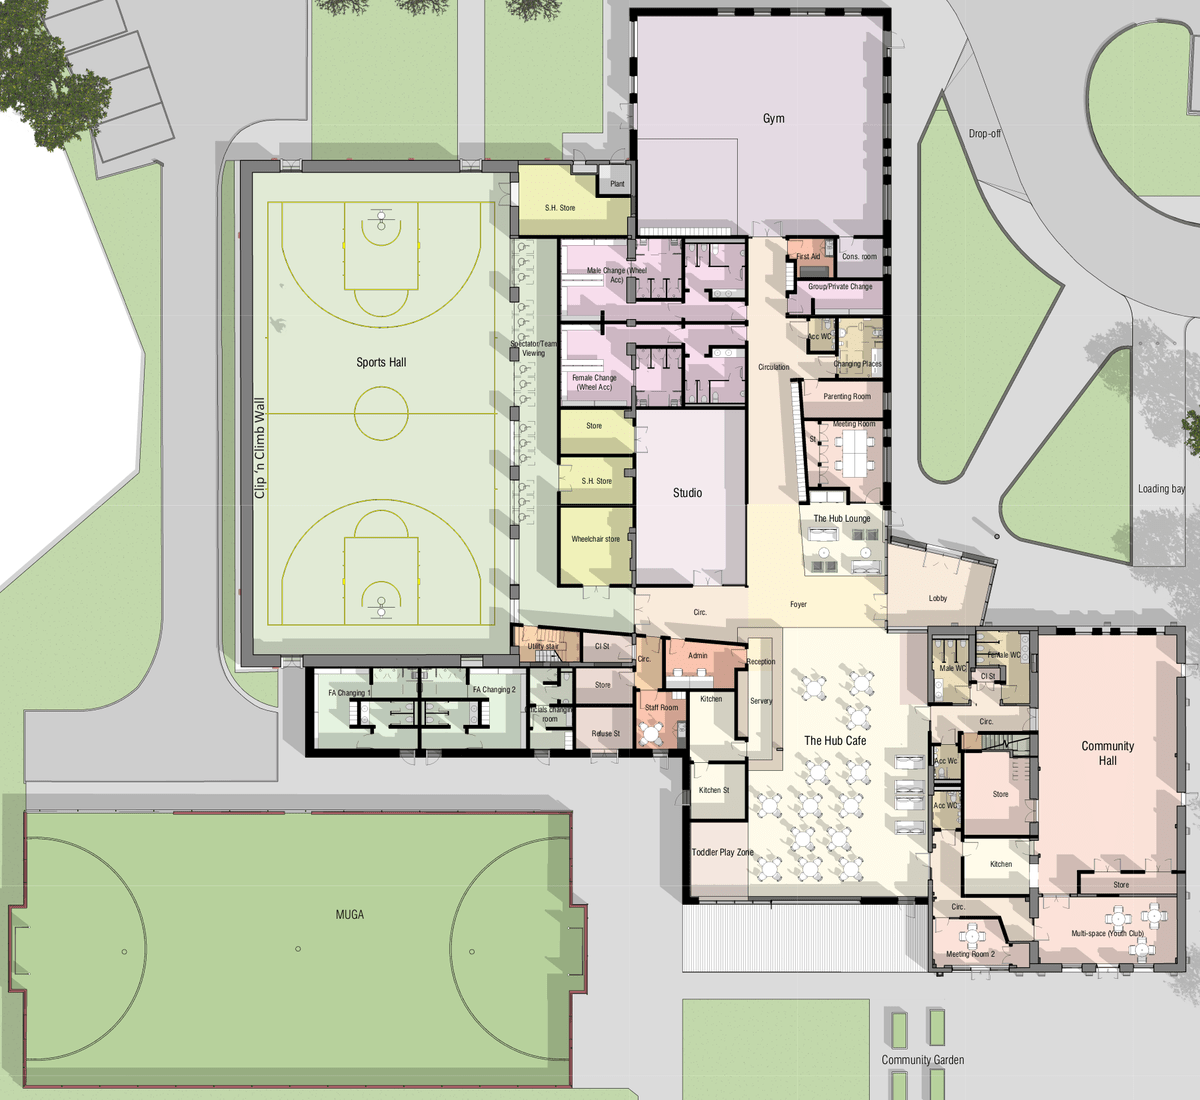 Gym
Drop-off
Plant
S.H. Store
First Aid
Cons. room
Male Change (Wheel
Acc)
Group/Private Change
Acc WC
Changing Places
Spectator/Team
Viewing
Sports Hall
Circulation
Female Change
(Wheel Acc)
Parenting Room
Clip 'n Climb Wall
Store
Meeting Room
St
S.H. Store
Studio
Loading bay
The Hub Lounge
Wheelchair store
Lobby
Circ.
Foyer
Utility stair
Cl St
Circ.
Admin
Reception
Male WC
Female WC
Cl St
FA Changing 1
FA Changing 2
Store
Kitchen
Servery
Staff Room
room
Refuse St
Circ.
The Hub Cafe
Community
Hall
Acc Wc
Kitchen St
Store
Acc WC
Toddler Play Zone
Kitchen
Store
MUGA
Circ.
Multi-space (Youth Club)
Meeting Room 2
Community Garden